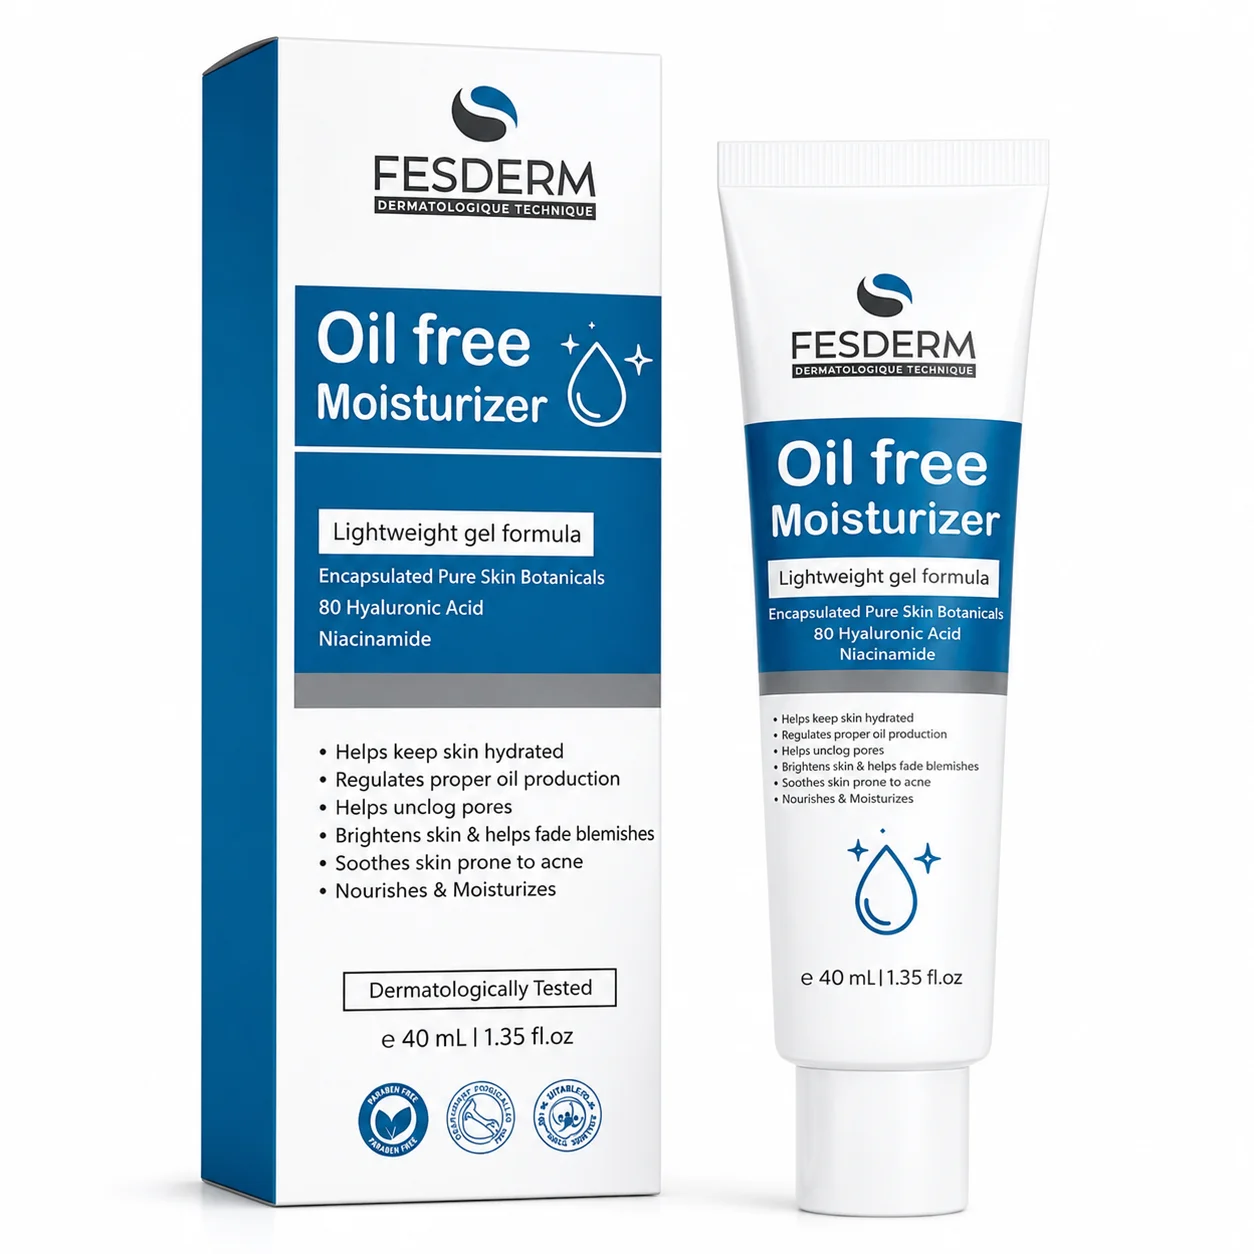 FESDERM
DERMATOLOGIQUE TECHNIQUE
Oil free
Moisturizer
Lightweight gel formula
Encapsulated Pure Skin Botanicals
80 Hyaluronic Acid
Niacinamide
• Helps keep skin hydrated
• Regulates proper oil production
• Helps unclog pores
• Brightens skin & helps fade blemishes
• Soothes skin prone to acne
• Nourishes & Moisturizes
Dermatologically Tested
e 40 mL | 1.35 fl.oz
PARABEN FREE
PARABEN FREE
FESDERM
DERMATOLOGIQUE TECHNIQUE
Oil free
Moisturizer
Lightweight gel formula
Encapsulated Pure Skin Botanicals
80 Hyaluronic Acid
Niacinamide
• Helps keep skin hydrated
• Regulates proper oil production
• Helps unclog pores
• Brightens skin & helps fade blemishes
• Soothes skin prone to acne
• Nourishes & Moisturizes
e 40 mL | 1.35 fl.oz